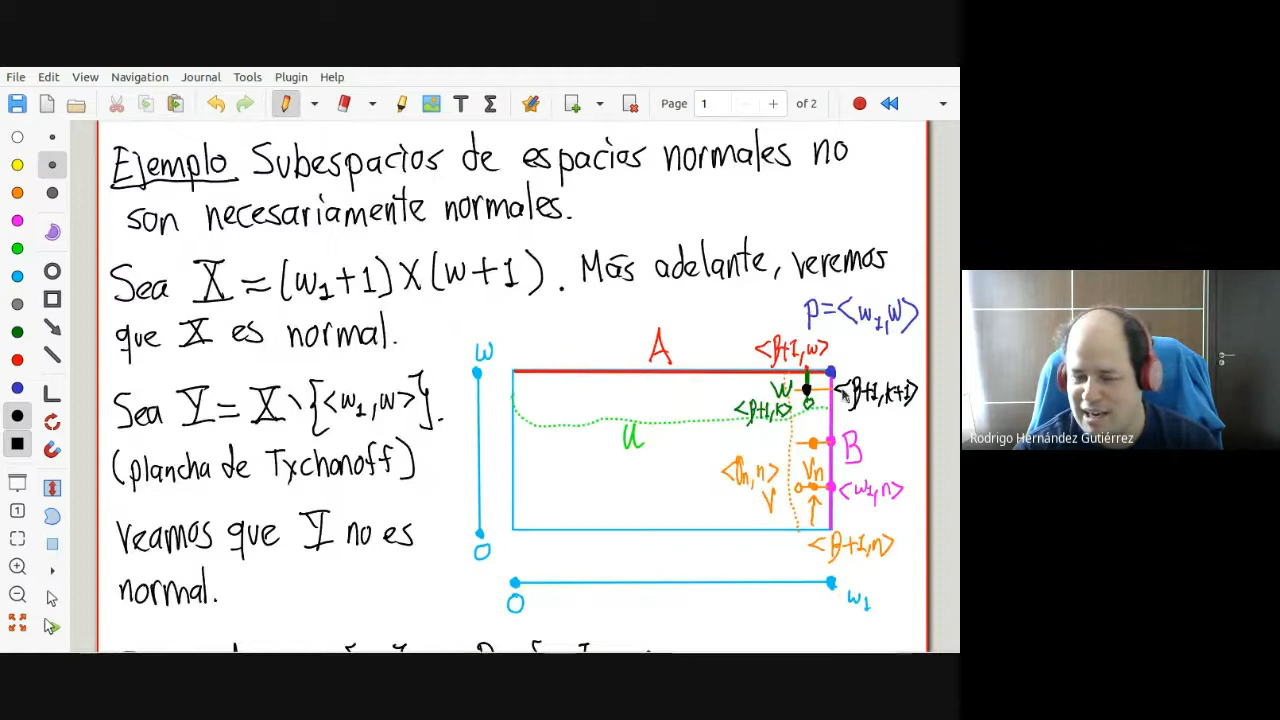 File Edit View Navigation Journal Tools Plugin Help
Page 1 of 2
Ejemplo Subespacios de espacios normales no
son necesariamente normales.
Sea X = (ω₁+1)×(ω+1). Más adelante, veremos
que X es normal.
P=<ω₁,ω>
ω
A
<β+1,ω>
Sea Y = X\{<ω₁,ω>}.
W
<β+1,k+1>
<β+1,k>
U
B
(plancha de Tychonoff)
<βn,n>
Vn
V
<ω₁,n>
veamos que Y no es
<β+1,n>
0
normal.
0
ω₁
Rodrigo Hernández Gutiérrez